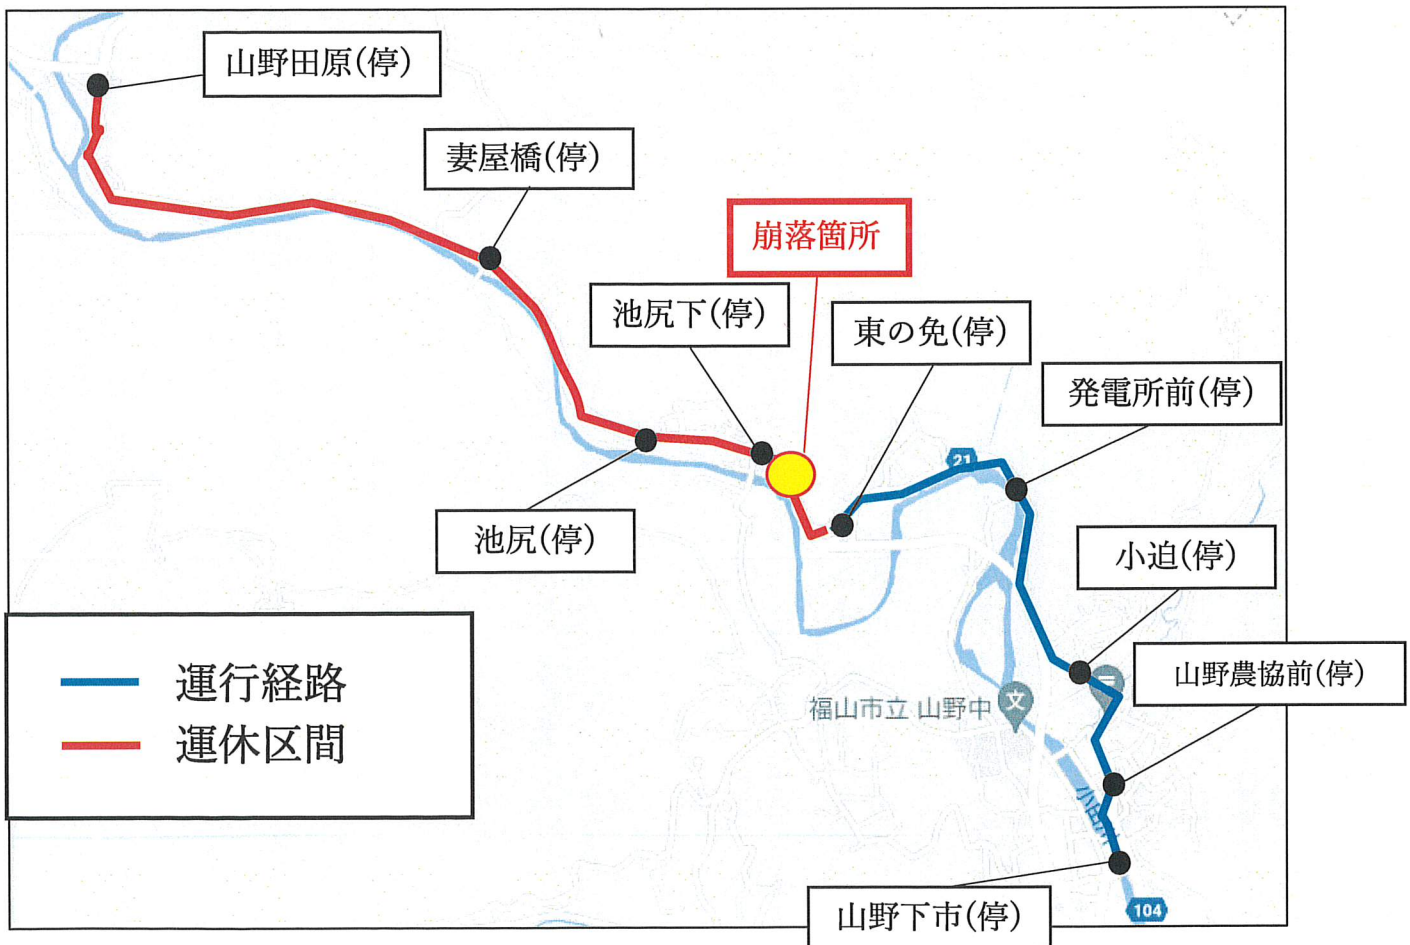 山野田原(停)
妻屋橋(停)
崩落箇所
池尻下(停)
東の免(停)
発電所前(停)
21
池尻(停)
小迫(停)
山野農協前(停)
福山市立 山野中
文
運行経路
運休区間
山野下市(停)
104